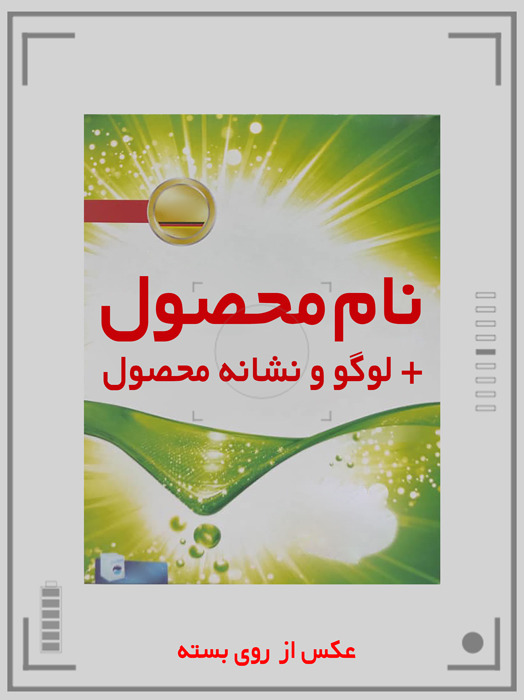 نام محصول
+ لوگو و نشانه محصول
عکس از روی بسته